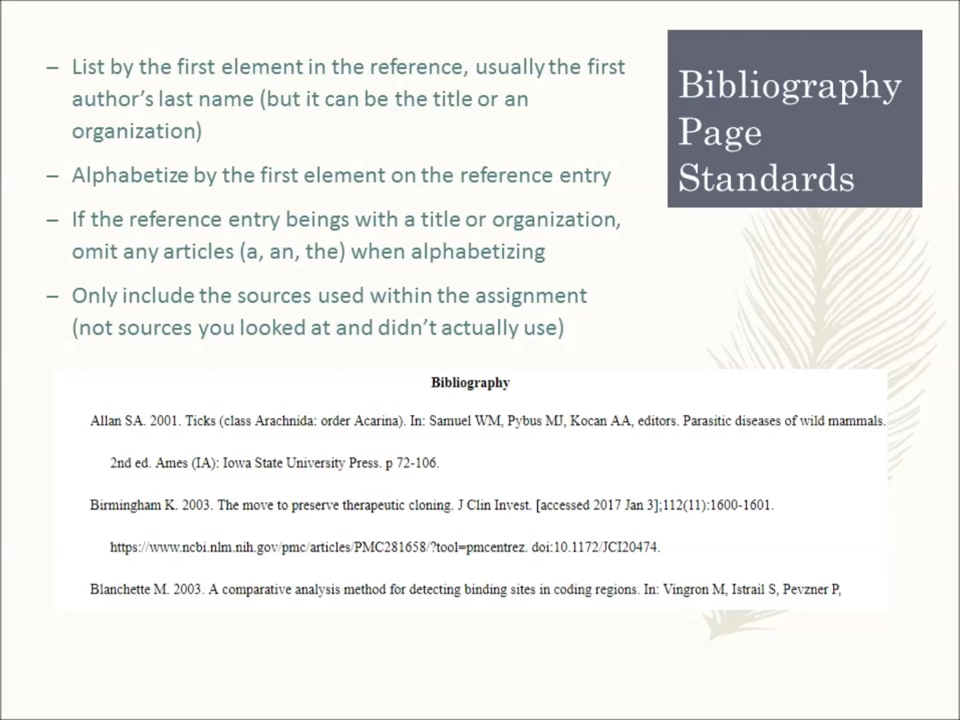 – List by the first element in the reference, usually the first
author’s last name (but it can be the title or an
organization)
– Alphabetize by the first element on the reference entry
– If the reference entry beings with a title or organization,
omit any articles (a, an, the) when alphabetizing
– Only include the sources used within the assignment
(not sources you looked at and didn’t actually use)
Bibliography
Page
Standards
Bibliography
Allan SA. 2001. Ticks (class Arachnida: order Acarina). In: Samuel WM, Pybus MJ, Kocan AA, editors. Parasitic diseases of wild mammals.
2nd ed. Ames (IA): Iowa State University Press. p 72-106.
Birmingham K. 2003. The move to preserve therapeutic cloning. J Clin Invest. [accessed 2017 Jan 3];112(11):1600-1601.
https://www.ncbi.nlm.nih.gov/pmc/articles/PMC281658/?tool=pmcentrez. doi:10.1172/JCI20474.
Blanchette M. 2003. A comparative analysis method for detecting binding sites in coding regions. In: Vingron M, Istrail S, Pevzner P,